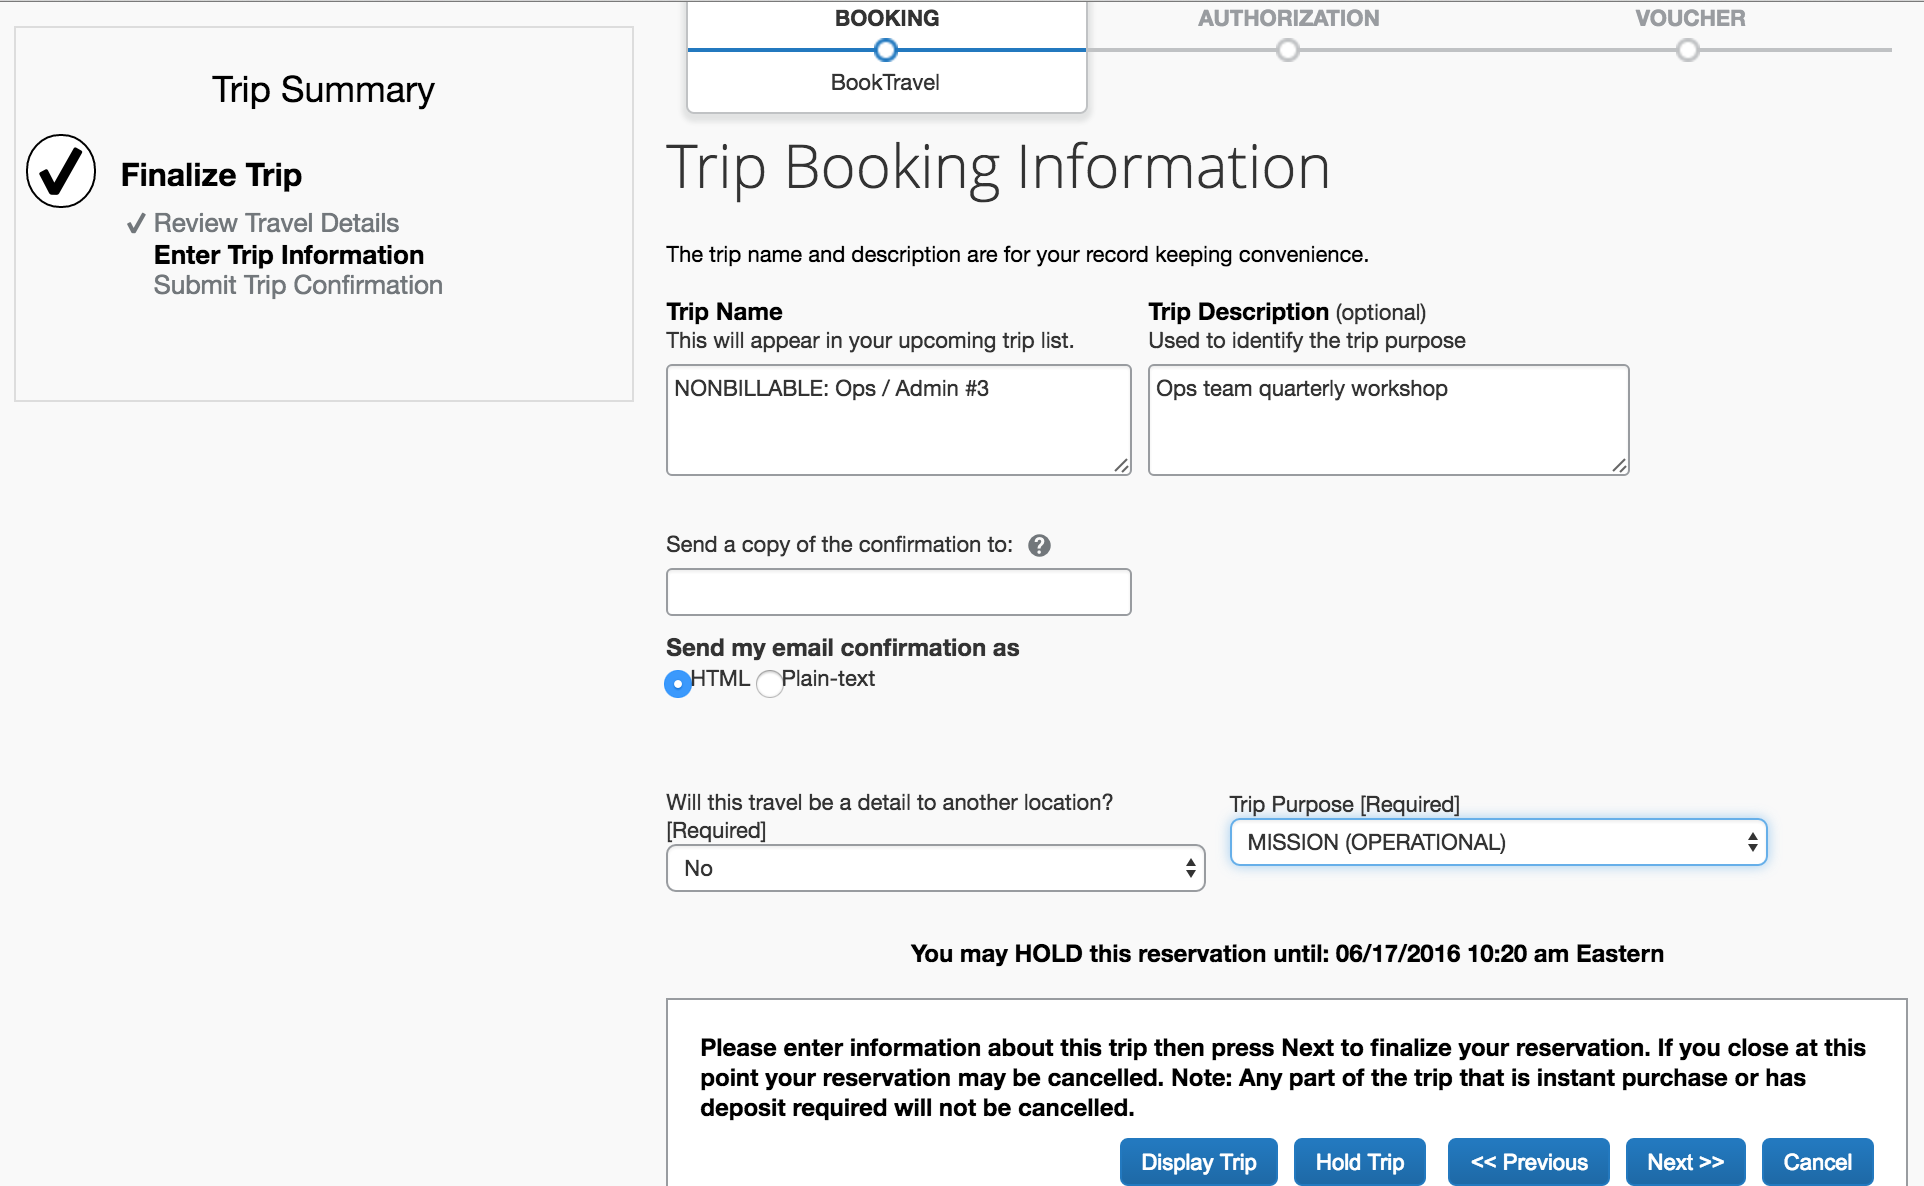 BOOKING
AUTHORIZATION
VOUCHER
BookTravel
Trip Summary
Finalize Trip
Review Travel Details
Enter Trip Information
Submit Trip Confirmation
Trip Booking Information
The trip name and description are for your record keeping convenience.
Trip Name
This will appear in your upcoming trip list.
NONBILLABLE: Ops / Admin #3
Trip Description (optional)
Used to identify the trip purpose
Ops team quarterly workshop
Send a copy of the confirmation to: ?
Send my email confirmation as
HTML Plain-text
Will this travel be a detail to another location?
[Required]
No
Trip Purpose [Required]
MISSION (OPERATIONAL)
You may HOLD this reservation until: 06/17/2016 10:20 am Eastern
Please enter information about this trip then press Next to finalize your reservation. If you close at this
point your reservation may be cancelled. Note: Any part of the trip that is instant purchase or has
deposit required will not be cancelled.
Display Trip
Hold Trip
<< Previous
Next >>
Cancel